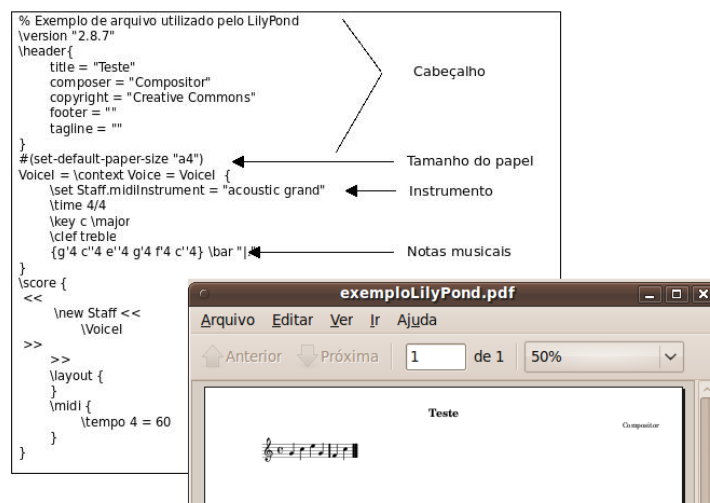 % Exemplo de arquivo utilizado pelo LilyPond
\version "2.8.7"
\header{
title = "Teste"
composer = "Compositor"
copyright = "Creative Commons"
footer = ""
tagline = ""
}
#(set-default-paper-size "a4")
VoiceI = \context Voice = VoiceI {
\set Staff.midiInstrument = "acoustic grand"
\time 4/4
\key c \major
\clef treble
{g'4 c''4 e''4 g'4 f'4 c''4} \bar "|."
}
\score {
<<
\new Staff <<
\VoiceI
>>
>>
\layout {
}
\midi {
\tempo 4 = 60
}
}
Cabeçalho
Tamanho do papel
Instrumento
Notas musicais
exemploLilyPond.pdf
Arquivo Editar Ver Ir Ajuda
Anterior Próxima 1 de 1 50%
Teste
Compositor